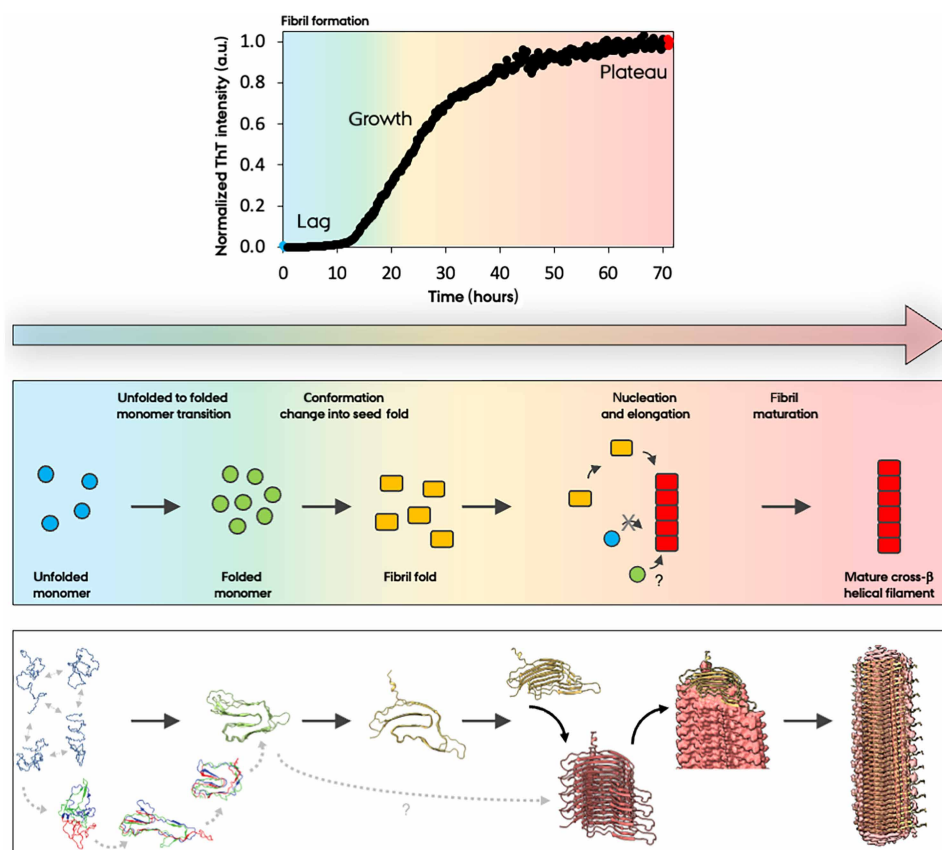 Fibril formation
Normalized ThT intensity (a.u.)
1.0
0.8
0.6
0.4
0.2
0.0
Lag
Growth
Plateau
0 10 20 30 40 50 60 70
Time (hours)
Unfolded to folded
monomer transition
Conformation
change into seed fold
Nucleation
and elongation
Fibril
maturation
?
Unfolded
monomer
Folded
monomer
Fibril fold
Mature cross-β
helical filament
?